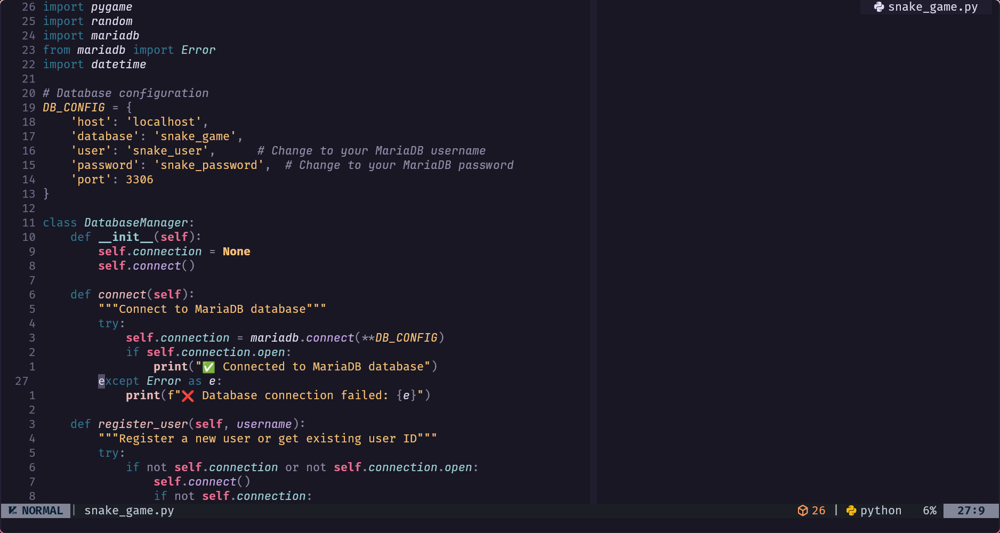 26 import pygame
snake_game.py
25 import random
24 import mariadb
23 from mariadb import Error
22 import datetime
21
20 # Database configuration
19 DB_CONFIG = {
18     'host': 'localhost',
17     'database': 'snake_game',
16     'user': 'snake_user',      # Change to your MariaDB username
15     'password': 'snake_password',  # Change to your MariaDB password
14     'port': 3306
13 }
12
11 class DatabaseManager:
10     def __init__(self):
9         self.connection = None
8         self.connect()
7
6     def connect(self):
5         """Connect to MariaDB database"""
4         try:
3             self.connection = mariadb.connect(**DB_CONFIG)
2             if self.connection.open:
1                 print("✅ Connected to MariaDB database")
27         except Error as e:
1             print(f"❌ Database connection failed: {e}")
2
3     def register_user(self, username):
4         """Register a new user or get existing user ID"""
5         try:
6             if not self.connection or not self.connection.open:
7                 self.connect()
8                 if not self.connection:
NORMAL | snake_game.py 26 | python 6% 27:9